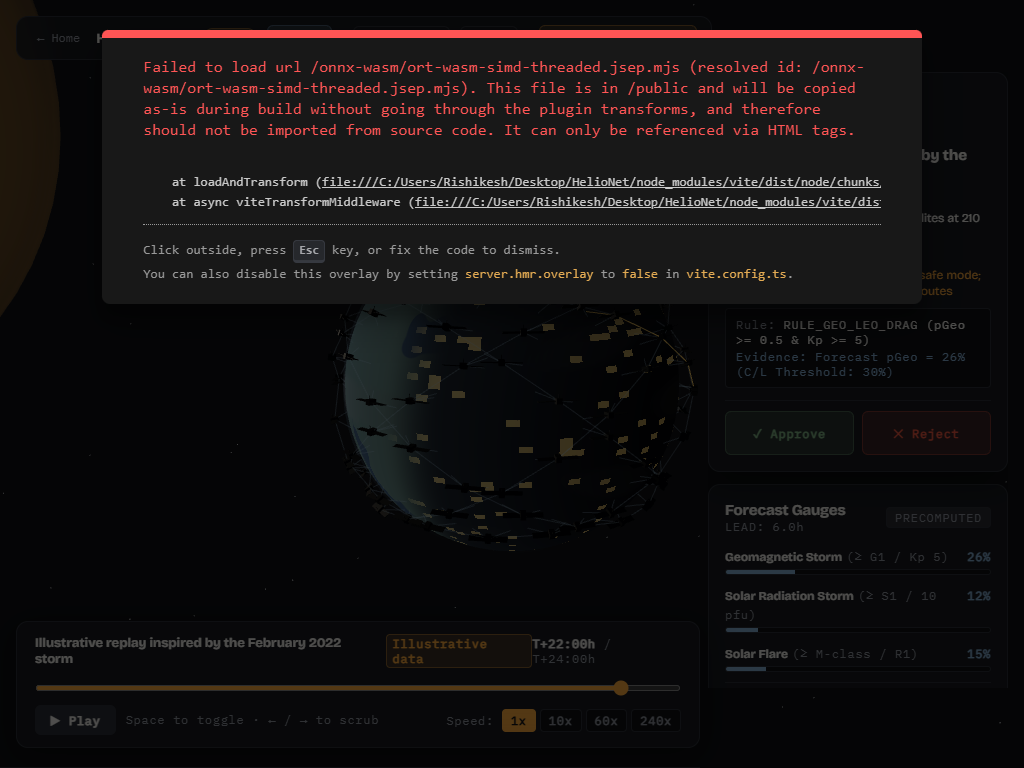 ← Home
Failed to load url /onnx-wasm/ort-wasm-simd-threaded.jsep.mjs (resolved id: /onnx-
wasm/ort-wasm-simd-threaded.jsep.mjs). This file is in /public and will be copied
as-is during build without going through the plugin transforms, and therefore
should not be imported from source code. It can only be referenced via HTML tags.
at loadAndTransform (file:///C:/Users/Rishikesh/Desktop/HelioNet/node_modules/vite/dist/node/chunks/
at async viteTransformMiddleware (file:///C:/Users/Rishikesh/Desktop/HelioNet/node_modules/vite/dis
Click outside, press Esc key, or fix the code to dismiss.
You can also disable this overlay by setting server.hmr.overlay to false in vite.config.ts.
by the
lites at 210
safe mode;
outes
Rule: RULE_GEO_LEO_DRAG (pGeo
>= 0.5 & Kp >= 5)
Evidence: Forecast pGeo = 26%
(C/L Threshold: 30%)
✓ Approve
✕ Reject
Forecast Gauges
LEAD: 6.0h
PRECOMPUTED
Geomagnetic Storm (≥ G1 / Kp 5) 26%
Solar Radiation Storm (≥ S1 / 10 12%
pfu)
Solar Flare (≥ M-class / R1) 15%
Illustrative replay inspired by the February 2022
storm
Illustrative
data
T+22:00h /
T+24:00h
▶ Play
Space to toggle · ← / → to scrub
Speed: 1x 10x 60x 240x